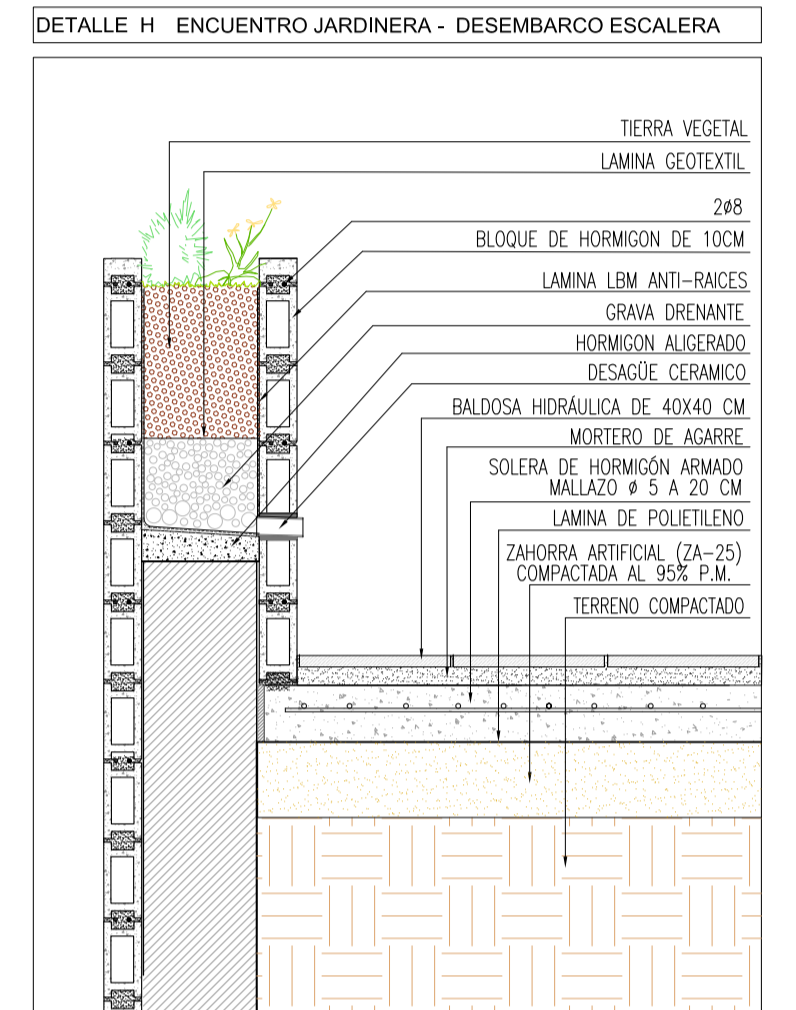 DETALLE H ENCUENTRO JARDINERA - DESEMBARCO ESCALERA
TIERRA VEGETAL
LAMINA GEOTEXTIL
2ø8
BLOQUE DE HORMIGON DE 10CM
LAMINA LBM ANTI-RAICES
GRAVA DRENANTE
HORMIGON ALIGERADO
DESAGÜE CERAMICO
BALDOSA HIDRÁULICA DE 40X40 CM
MORTERO DE AGARRE
SOLERA DE HORMIGÓN ARMADO
MALLAZO ø 5 A 20 CM
LAMINA DE POLIETILENO
ZAHORRA ARTIFICIAL (ZA-25)
COMPACTADA AL 95% P.M.
TERRENO COMPACTADO